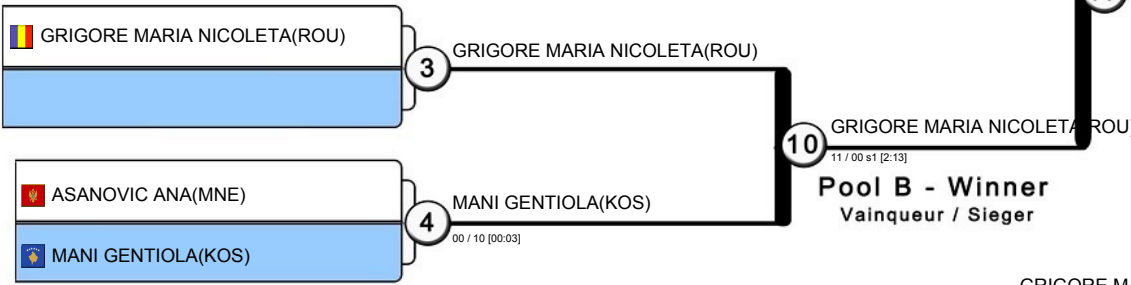 GRIGORE MARIA NICOLETA(ROU)
3
GRIGORE MARIA NICOLETA(ROU)
10
GRIGORE MARIA NICOLETA(ROU)
11 / 00 s1 [2:13]
Pool B - Winner
Vainqueur / Sieger
ASANOVIC ANA(MNE)
4
MANI GENTIOLA(KOS)
00 / 10 [00:03]
MANI GENTIOLA(KOS)
GRIGORE M